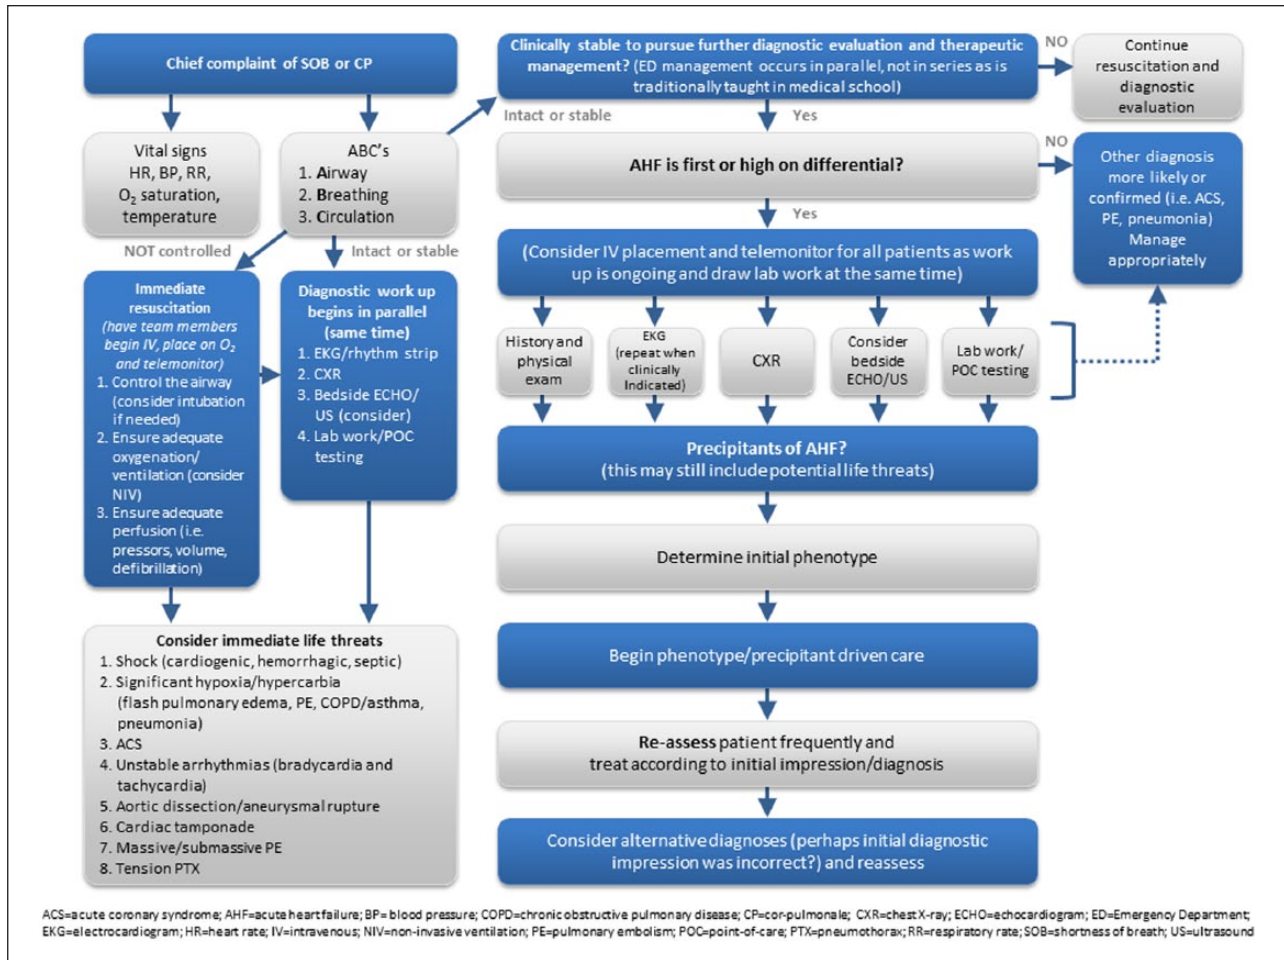 Chief complaint of SOB or CP
Vital signs
HR, BP, RR,
O₂ saturation,
temperature
ABC's
1. Airway
2. Breathing
3. Circulation
NOT controlled
Intact or stable
Immediate
resuscitation
(have team members
begin IV, place on O₂
and telemonitor)
1. Control the airway
(consider intubation
if needed)
2. Ensure adequate
oxygenation/
ventilation (consider
NIV)
3. Ensure adequate
perfusion (i.e.
pressors, volume,
defibrillation)
Diagnostic work up
begins in parallel
(same time)
1. EKG/rhythm strip
2. CXR
3. Bedside ECHO/
US (consider)
4. Lab work/POC
testing
Consider immediate life threats
1. Shock (cardiogenic, hemorrhagic, septic)
2. Significant hypoxia/hypercarbia
(flash pulmonary edema, PE, COPD/asthma,
pneumonia)
3. ACS
4. Unstable arrhythmias (bradycardia and
tachycardia)
5. Aortic dissection/aneurysmal rupture
6. Cardiac tamponade
7. Massive/submassive PE
8. Tension PTX
Intact or stable
Clinically stable to pursue further diagnostic evaluation and therapeutic
management? (ED management occurs in parallel, not in series as is
traditionally taught in medical school)
NO
Continue
resuscitation and
diagnostic
evaluation
Yes
AHF is first or high on differential?
NO
Other diagnosis
more likely or
confirmed (i.e. ACS,
PE, pneumonia)
Manage
appropriately
Yes
(Consider IV placement and telemonitor for all patients as work
up is ongoing and draw lab work at the same time)
History and
physical
exam
EKG
(repeat when
clinically
Indicated)
CXR
Consider
bedside
ECHO/US
Lab work/
POC testing
Precipitants of AHF?
(this may still include potential life threats)
Determine initial phenotype
Begin phenotype/precipitant driven care
Re-assess patient frequently and
treat according to initial impression/diagnosis
Consider alternative diagnoses (perhaps initial diagnostic
impression was incorrect?) and reassess
ACS=acute coronary syndrome; AHF=acute heart failure; BP= blood pressure; COPD=chronic obstructive pulmonary disease; CP=cor-pulmonale; CXR=chest X-ray; ECHO=echocardiogram; ED=Emergency Department;
EKG=electrocardiogram; HR=heart rate; IV=intravenous; NIV=non-invasive ventilation; PE=pulmonary embolism; POC=point-of-care; PTX=pneumothorax; RR=respiratory rate; SOB=shortness of breath; US=ultrasound